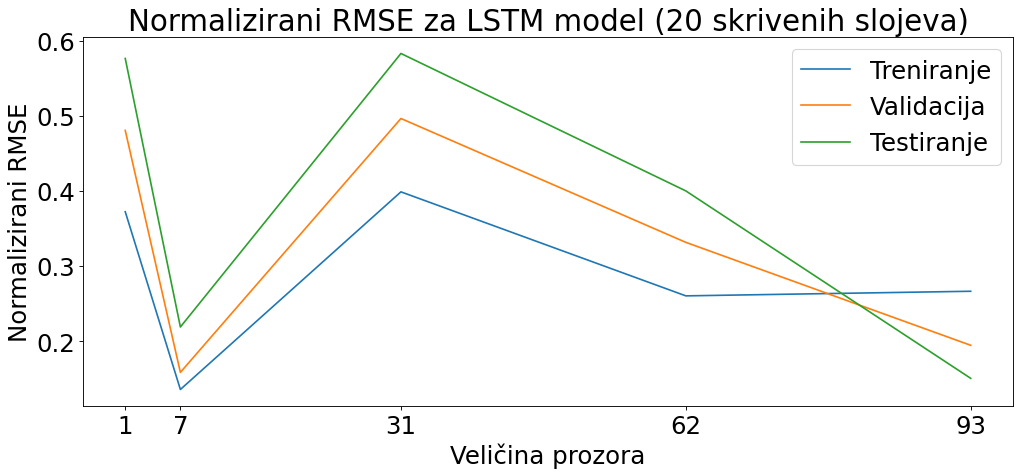 Normalizirani RMSE za LSTM model (20 skrivenih slojeva)
Normalizirani RMSE
0.6
0.5
0.4
0.3
0.2
Treniranje
Validacija
Testiranje
1 7 31 62 93
Veličina prozora